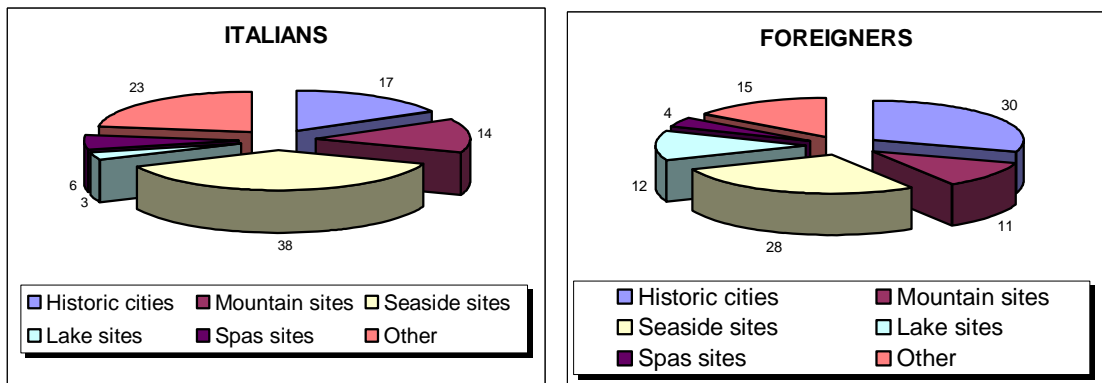 ITALIANS
23
17
14
6
3
38
Historic cities Mountain sites Seaside sites
Lake sites Spas sites Other
FOREIGNERS
15
4
30
12
11
28
Historic cities Mountain sites
Seaside sites Lake sites
Spas sites Other